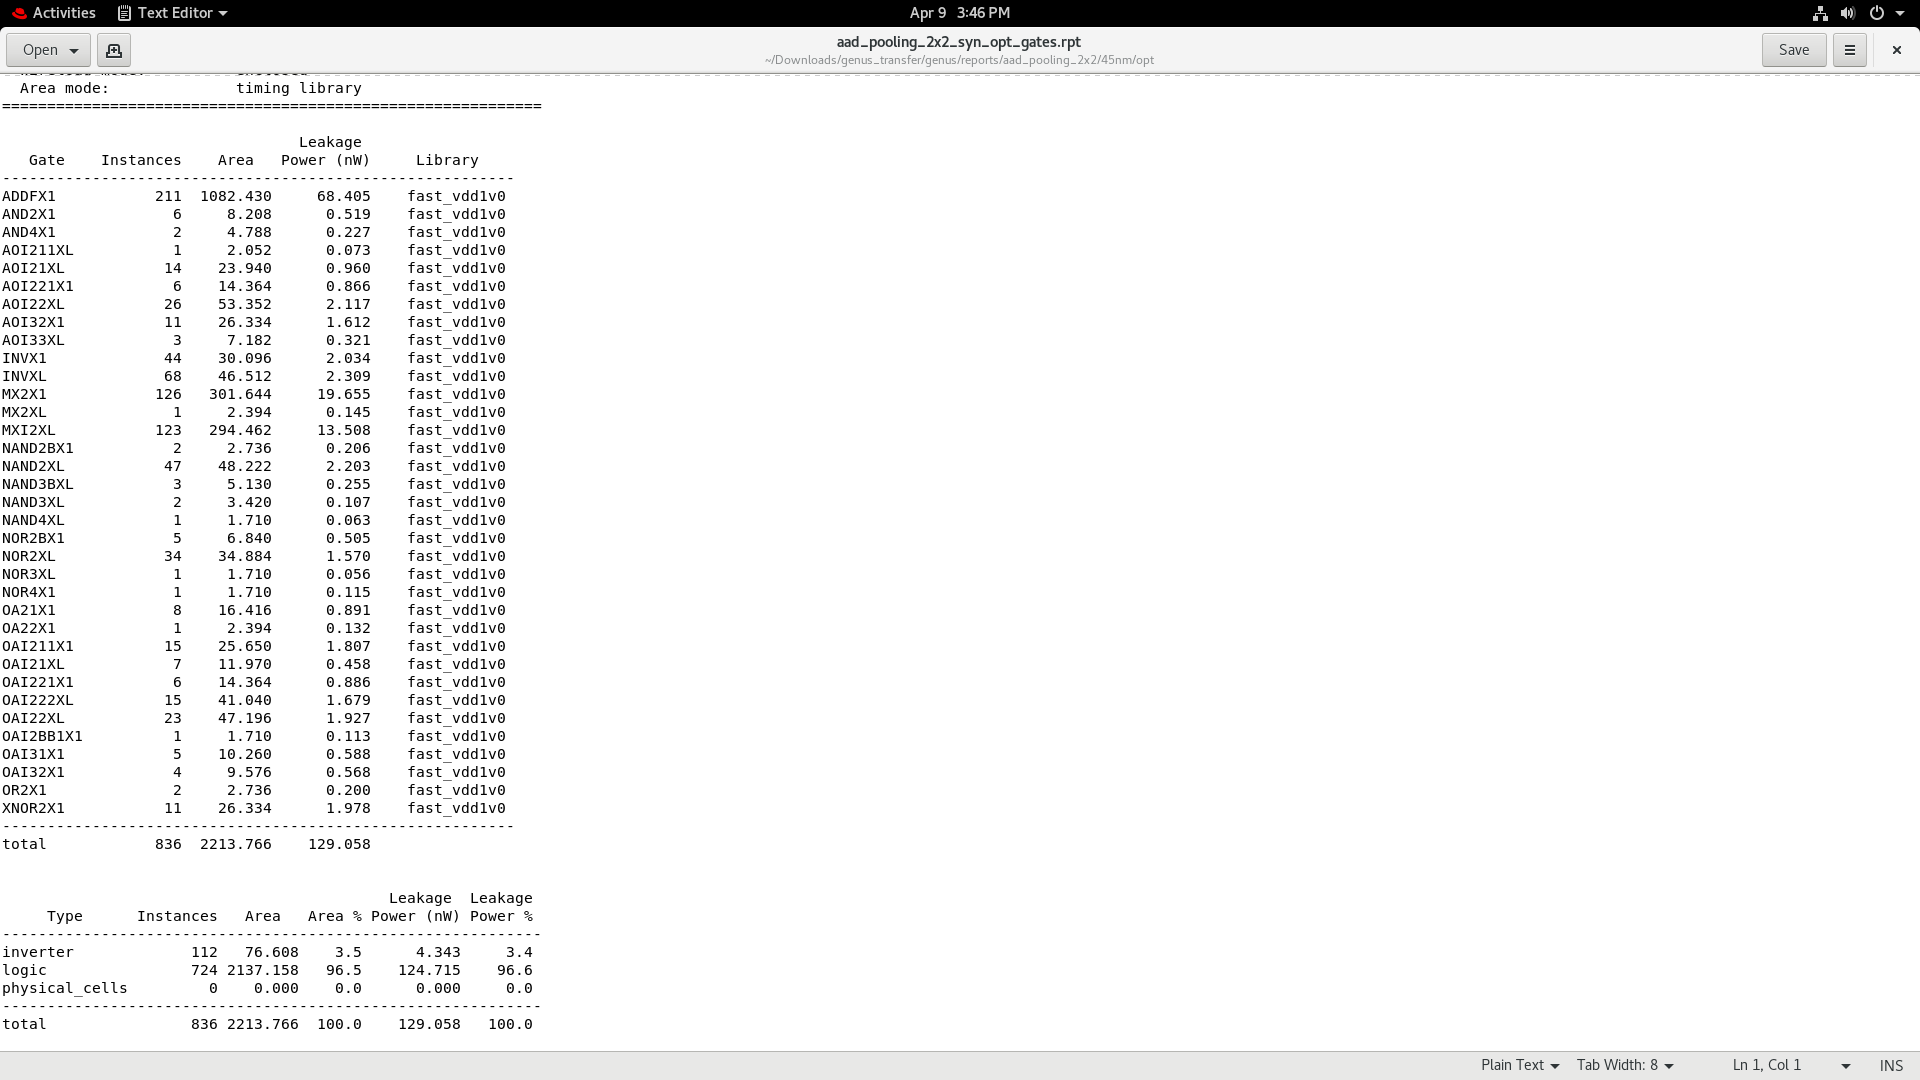 Activities Text Editor Apr 9 3:46 PM
Open aad_pooling_2x2_syn_opt_gates.rpt Save
~/Downloads/genus_transfer/genus/reports/aad_pooling_2x2/45nm/opt
Area mode: timing library
============================================================
Leakage
Gate Instances Area Power (nW) Library
---------------------------------------------------------
ADDFX1 211 1082.430 68.405 fast_vdd1v0
AND2X1 6 8.208 0.519 fast_vdd1v0
AND4X1 2 4.788 0.227 fast_vdd1v0
AOI211XL 1 2.052 0.073 fast_vdd1v0
AOI21XL 14 23.940 0.960 fast_vdd1v0
AOI221X1 6 14.364 0.866 fast_vdd1v0
AOI22XL 26 53.352 2.117 fast_vdd1v0
AOI32X1 11 26.334 1.612 fast_vdd1v0
AOI33XL 3 7.182 0.321 fast_vdd1v0
INVX1 44 30.096 2.034 fast_vdd1v0
INVXL 68 46.512 2.309 fast_vdd1v0
MX2X1 126 301.644 19.655 fast_vdd1v0
MX2XL 1 2.394 0.145 fast_vdd1v0
MXI2XL 123 294.462 13.508 fast_vdd1v0
NAND2BX1 2 2.736 0.206 fast_vdd1v0
NAND2XL 47 48.222 2.203 fast_vdd1v0
NAND3BXL 3 5.130 0.255 fast_vdd1v0
NAND3XL 2 3.420 0.107 fast_vdd1v0
NAND4XL 1 1.710 0.063 fast_vdd1v0
NOR2BX1 5 6.840 0.505 fast_vdd1v0
NOR2XL 34 34.884 1.570 fast_vdd1v0
NOR3XL 1 1.710 0.056 fast_vdd1v0
NOR4X1 1 1.710 0.115 fast_vdd1v0
OA21X1 8 16.416 0.891 fast_vdd1v0
OA22X1 1 2.394 0.132 fast_vdd1v0
OAI211X1 15 25.650 1.807 fast_vdd1v0
OAI21XL 7 11.970 0.458 fast_vdd1v0
OAI221X1 6 14.364 0.886 fast_vdd1v0
OAI222XL 15 41.040 1.679 fast_vdd1v0
OAI22XL 23 47.196 1.927 fast_vdd1v0
OAI2BB1X1 1 1.710 0.113 fast_vdd1v0
OAI31X1 5 10.260 0.588 fast_vdd1v0
OAI32X1 4 9.576 0.568 fast_vdd1v0
OR2X1 2 2.736 0.200 fast_vdd1v0
XNOR2X1 11 26.334 1.978 fast_vdd1v0
---------------------------------------------------------
total 836 2213.766 129.058
Leakage Leakage
Type Instances Area Area % Power (nW) Power %
------------------------------------------------------------
inverter 112 76.608 3.5 4.343 3.4
logic 724 2137.158 96.5 124.715 96.6
physical_cells 0 0.000 0.0 0.000 0.0
------------------------------------------------------------
total 836 2213.766 100.0 129.058 100.0
Plain Text Tab Width: 8 Ln 1, Col 1 INS